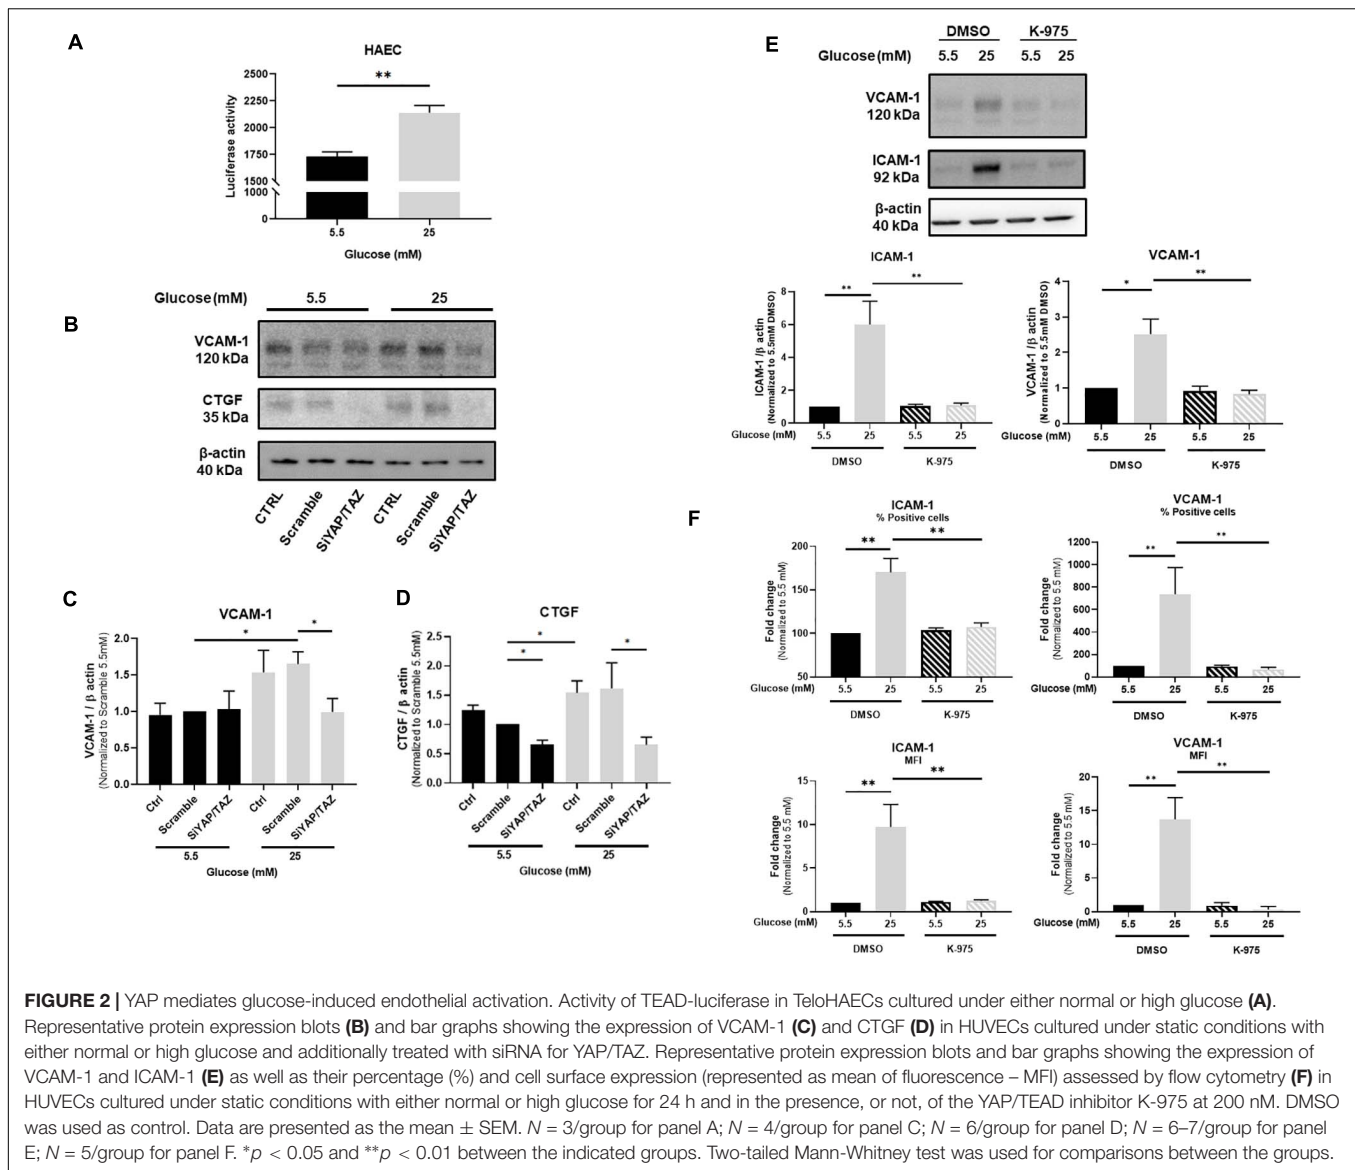 A
HAEC
**
Luciferase activity
2500
2250
2000
1750
1500
1000
0
5.5
25
Glucose (mM)
B
Glucose (mM)
5.5
25
VCAM-1
120 kDa
CTGF
35 kDa
β-actin
40 kDa
CTRL
Scramble
SiYAP/TAZ
CTRL
Scramble
SiYAP/TAZ
C
VCAM-1
VCAM-1 / β actin
(Normalized to Scramble 5.5mM)
2.0
1.5
1.0
0.5
0.0
*
*
Ctrl
Scramble
SiYAP/TAZ
Ctrl
Scramble
SiYAP/TAZ
5.5
25
Glucose (mM)
D
CTGF
CTGF / β actin
(Normalized to Scramble 5.5mM)
2.5
2.0
1.5
1.0
0.5
0.0
*
*
*
Ctrl
Scramble
SiYAP/TAZ
Ctrl
Scramble
SiYAP/TAZ
5.5
25
Glucose (mM)
E
DMSO K-975
Glucose (mM) 5.5 25 5.5 25
VCAM-1
120 kDa
ICAM-1
92 kDa
β-actin
40 kDa
ICAM-1
ICAM-1/β actin
(Normalized to 5.5mM DMSO)
8
6
4
2
0
**
**
Glucose (mM) 5.5 25 5.5 25
DMSO K-975
VCAM-1
VCAM-1 /β actin
(Normalized to 5.5mM DMSO)
4
3
2
1
0
*
**
Glucose (mM) 5.5 25 5.5 25
DMSO K-975
F
ICAM-1
% Positive cells
Fold change
(Normalized to 5.5 mM)
200
150
100
50
**
**
Glucose (mM) 5.5 25 5.5 25
DMSO K-975
VCAM-1
% Positive cells
Fold change
(Normalized to 5.5 mM)
1200
1000
800
600
400
200
0
**
**
Glucose (mM) 5.5 25 5.5 25
DMSO K-975
ICAM-1
MFI
Fold change
(Normalized to 5.5 mM)
15
10
5
0
**
**
Glucose (mM) 5.5 25 5.5 25
DMSO K-975
VCAM-1
MFI
Fold change
(Normalized to 5.5 mM)
20
15
10
5
0
**
**
Glucose (mM) 5.5 25 5.5 25
DMSO K-975
FIGURE 2 | YAP mediates glucose-induced endothelial activation. Activity of TEAD-luciferase in TeloHAECs cultured under either normal or high glucose (A).
Representative protein expression blots (B) and bar graphs showing the expression of VCAM-1 (C) and CTGF (D) in HUVECs cultured under static conditions with
either normal or high glucose and additionally treated with siRNA for YAP/TAZ. Representative protein expression blots and bar graphs showing the expression of
VCAM-1 and ICAM-1 (E) as well as their percentage (%) and cell surface expression (represented as mean of fluorescence – MFI) assessed by flow cytometry (F) in
HUVECs cultured under static conditions with either normal or high glucose for 24 h and in the presence, or not, of the YAP/TEAD inhibitor K-975 at 200 nM. DMSO
was used as control. Data are presented as the mean ± SEM. N = 3/group for panel A; N = 4/group for panel C; N = 6/group for panel D; N = 6–7/group for panel
E; N = 5/group for panel F. *p < 0.05 and **p < 0.01 between the indicated groups. Two-tailed Mann-Whitney test was used for comparisons between the groups.